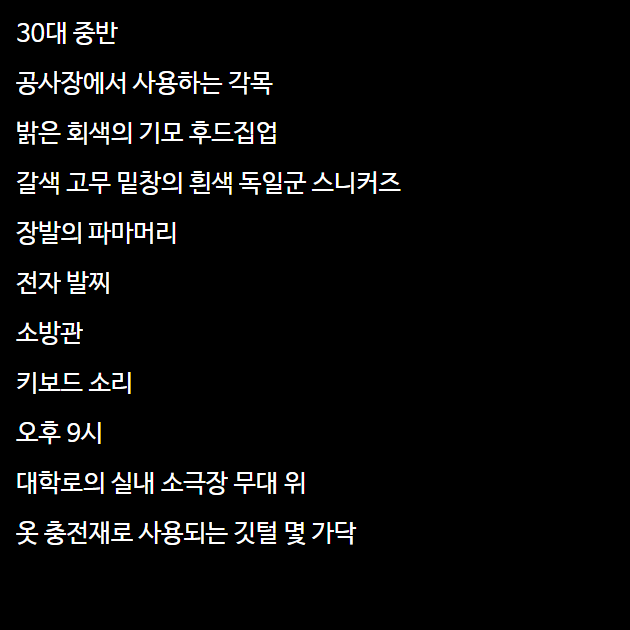 30대 중반
공사장에서 사용하는 각목
밝은 회색의 기모 후드집업
갈색 고무 밑창의 흰색 독일군 스니커즈
장발의 파마머리
전자 발찌
소방관
키보드 소리
오후 9시
대학로의 실내 소극장 무대 위
옷 충전재로 사용되는 깃털 몇 가닥